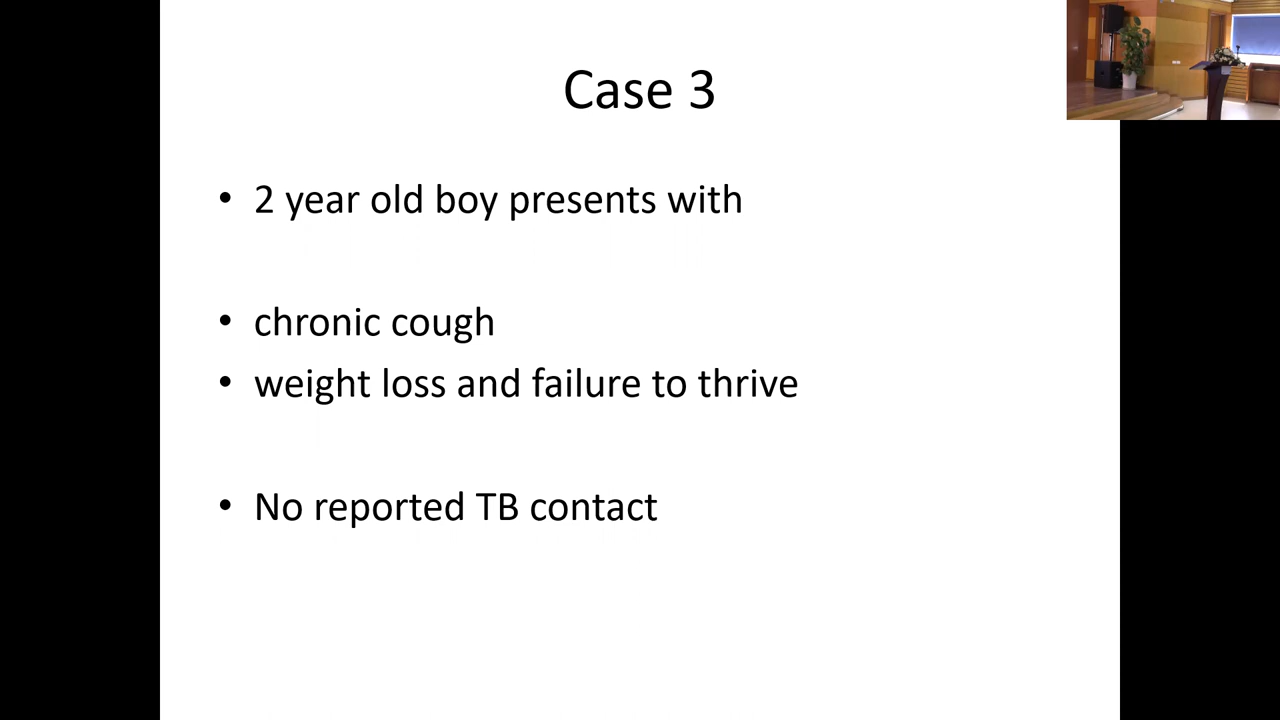 Case 3
• 2 year old boy presents with
• chronic cough
• weight loss and failure to thrive
• No reported TB contact